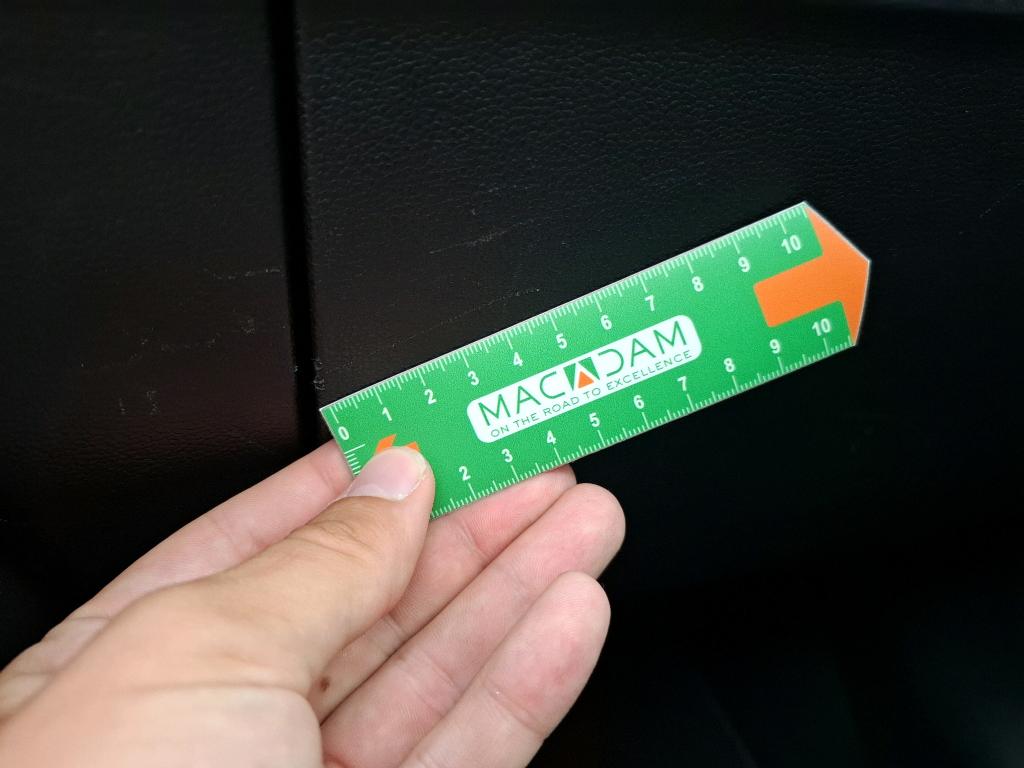 0 1 2 3 4 5 6 7 8 9 10
MACADAM
ON THE ROAD TO EXCELLENCE
2 3 4 5 6 7 8 9 10